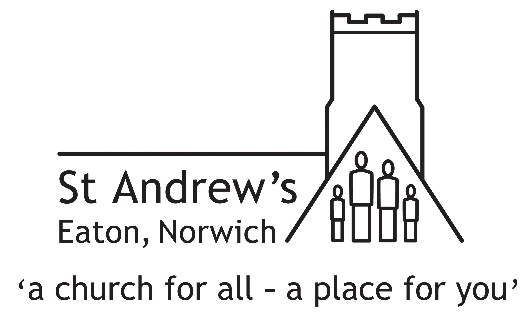 St Andrew’s
Eaton, Norwich
‘a church for all – a place for you’